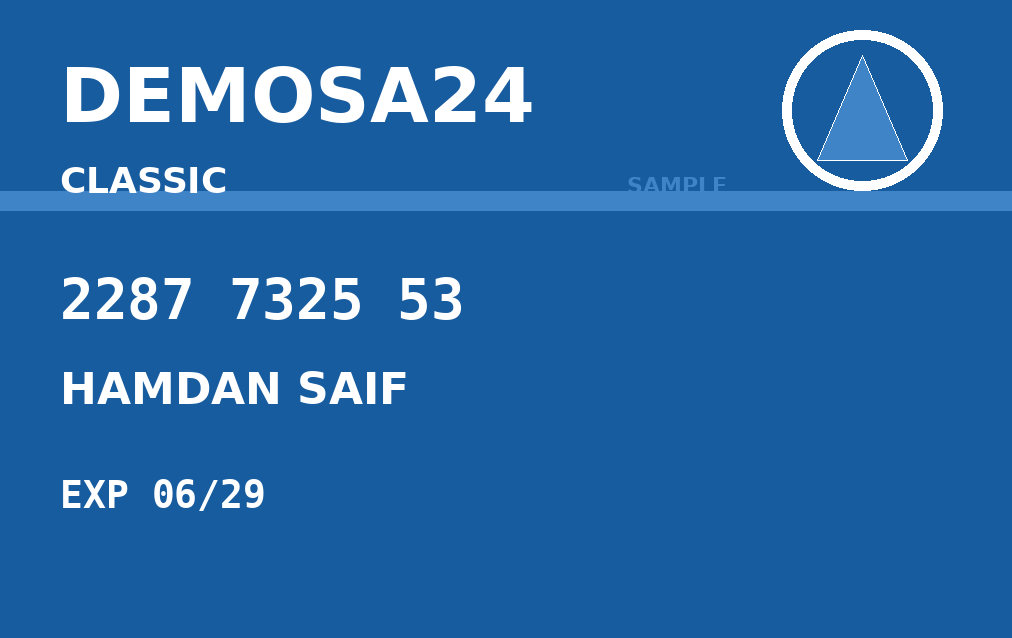 DEMOSA24
CLASSIC
SAMPLE
2287 7325 53
HAMDAN SAIF
EXP 06/29